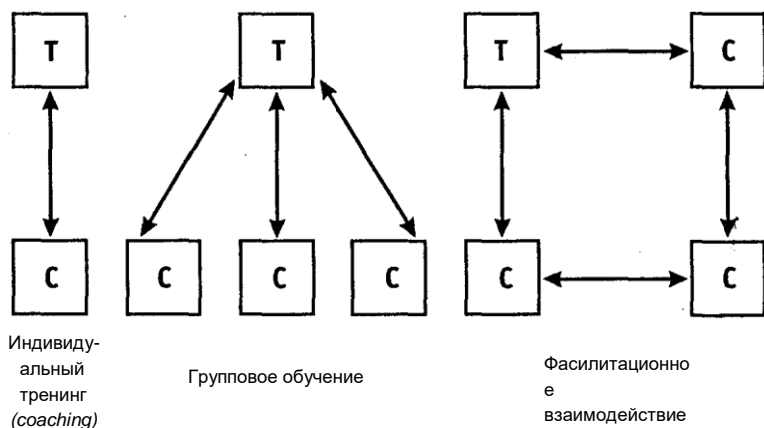 Т Т Т С
С С С С С С
Индивиду-
альный
тренинг
(coaching)
Групповое обучение
Фасилитационно
е
взаимодействие